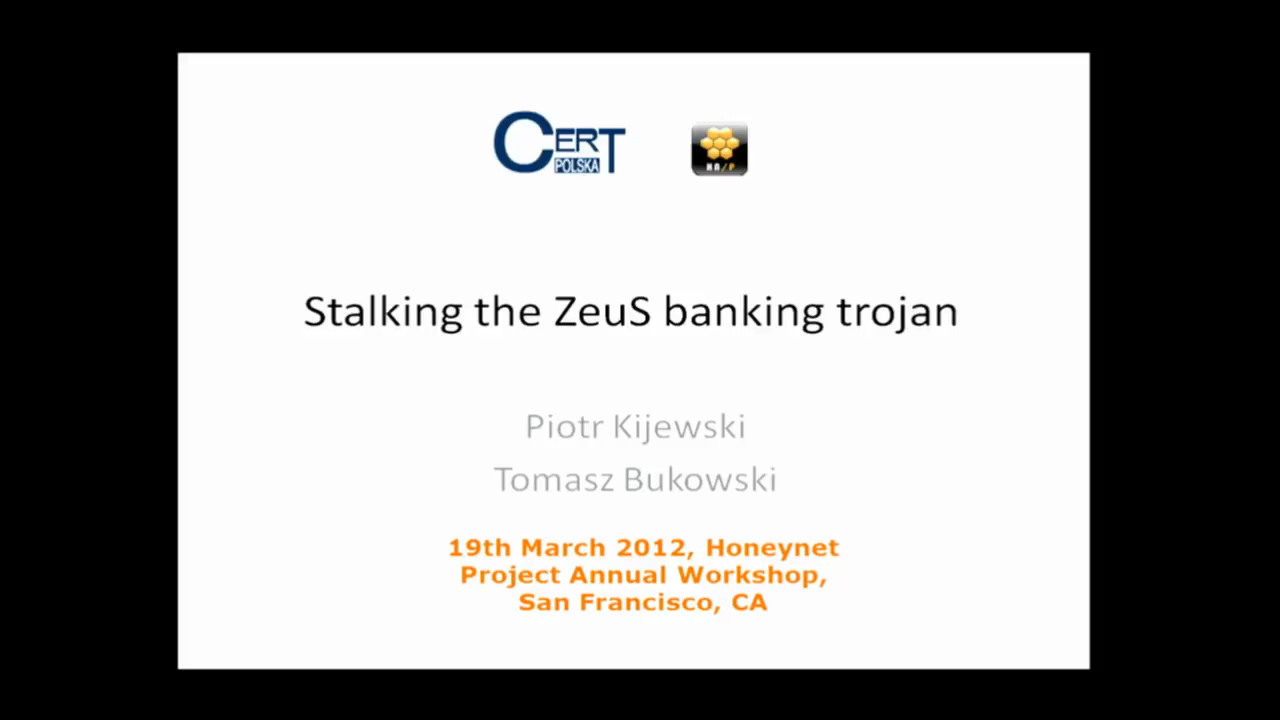 CERT
POLSKA
HN/P
Stalking the ZeuS banking trojan
Piotr Kijewski
Tomasz Bukowski
19th March 2012, Honeynet
Project Annual Workshop,
San Francisco, CA